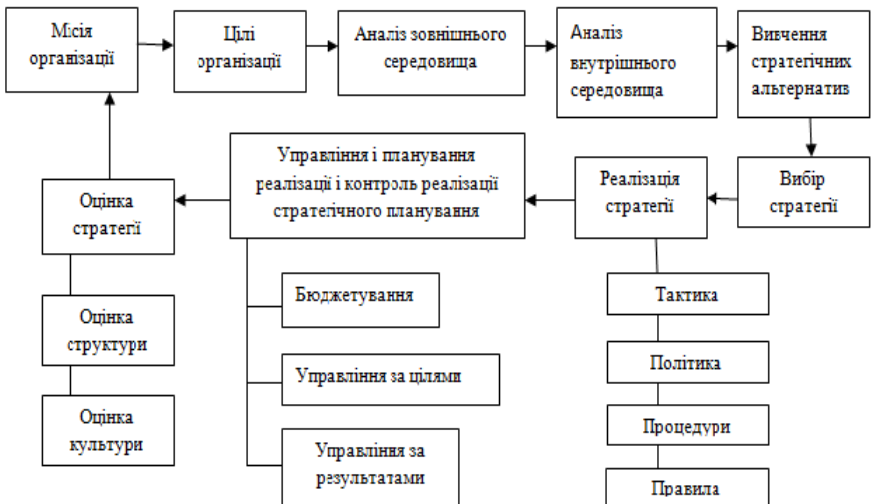 Місія
організації
Цілі
організації
Аналіз зовнішнього
середовища
Аналіз
внутрішнього
середовища
Вивчення
стратегічних
альтернатив
Управління і планування
реалізації і контроль реалізації
стратегічного планування
Реалізація
стратегії
Вибір
стратегії
Оцінка
стратегії
Бюджетування
Тактика
Оцінка
структури
Управління за цілями
Політика
Оцінка
культури
Процедури
Управління за
результатами
Правила